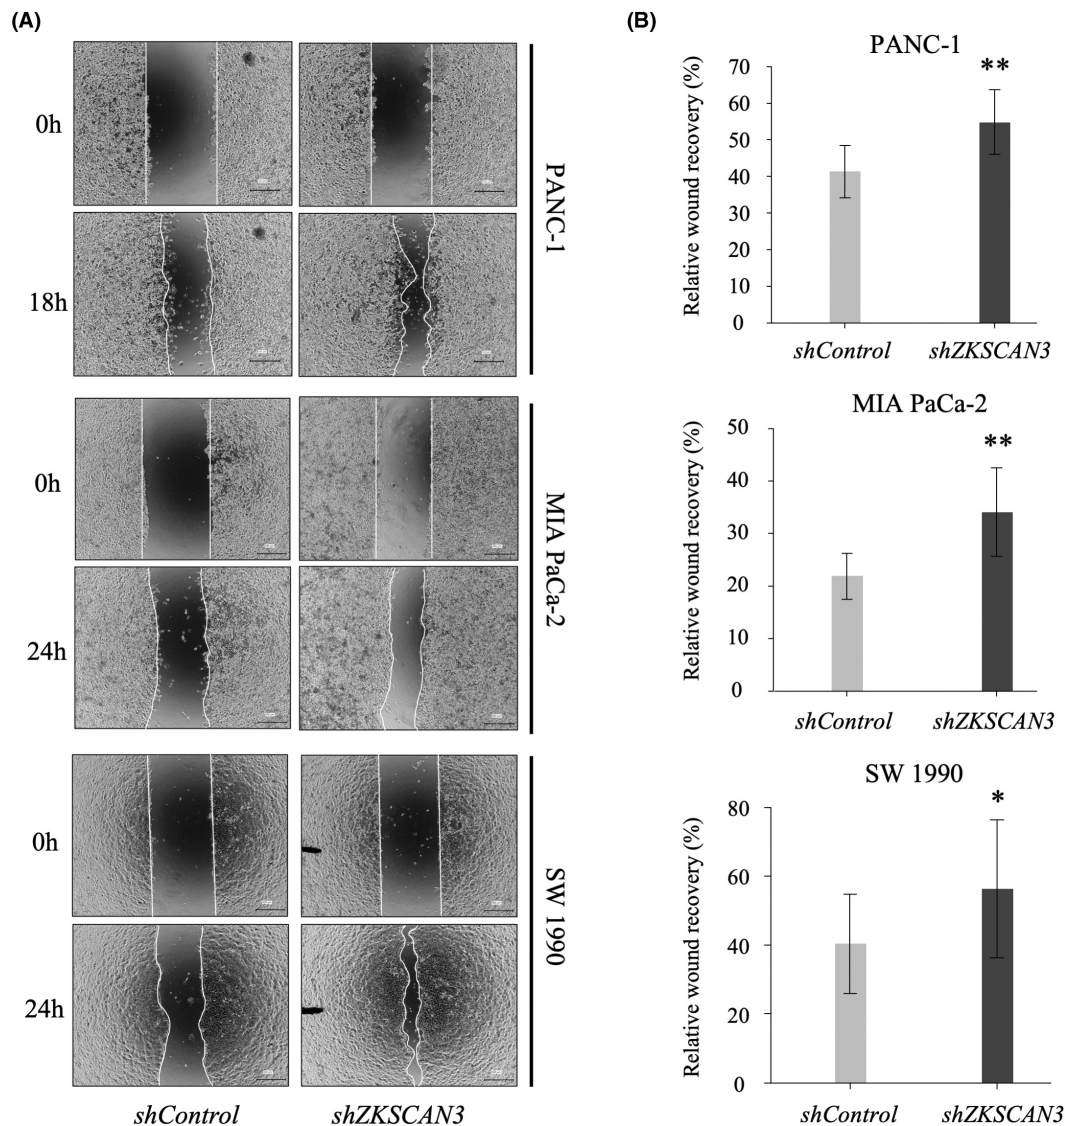 (A)
0h
18h
PANC-1
0h
24h
MIA PaCa-2
0h
24h
SW 1990
shControl
shZKSCAN3
(B)
PANC-1
Relative wound recovery (%)
70
60
50
40
30
20
10
0
**
shControl
shZKSCAN3
MIA PaCa-2
Relative wound recovery (%)
50
40
30
20
10
0
**
shControl
shZKSCAN3
SW 1990
Relative wound recovery (%)
80
60
40
20
0
*
shControl
shZKSCAN3